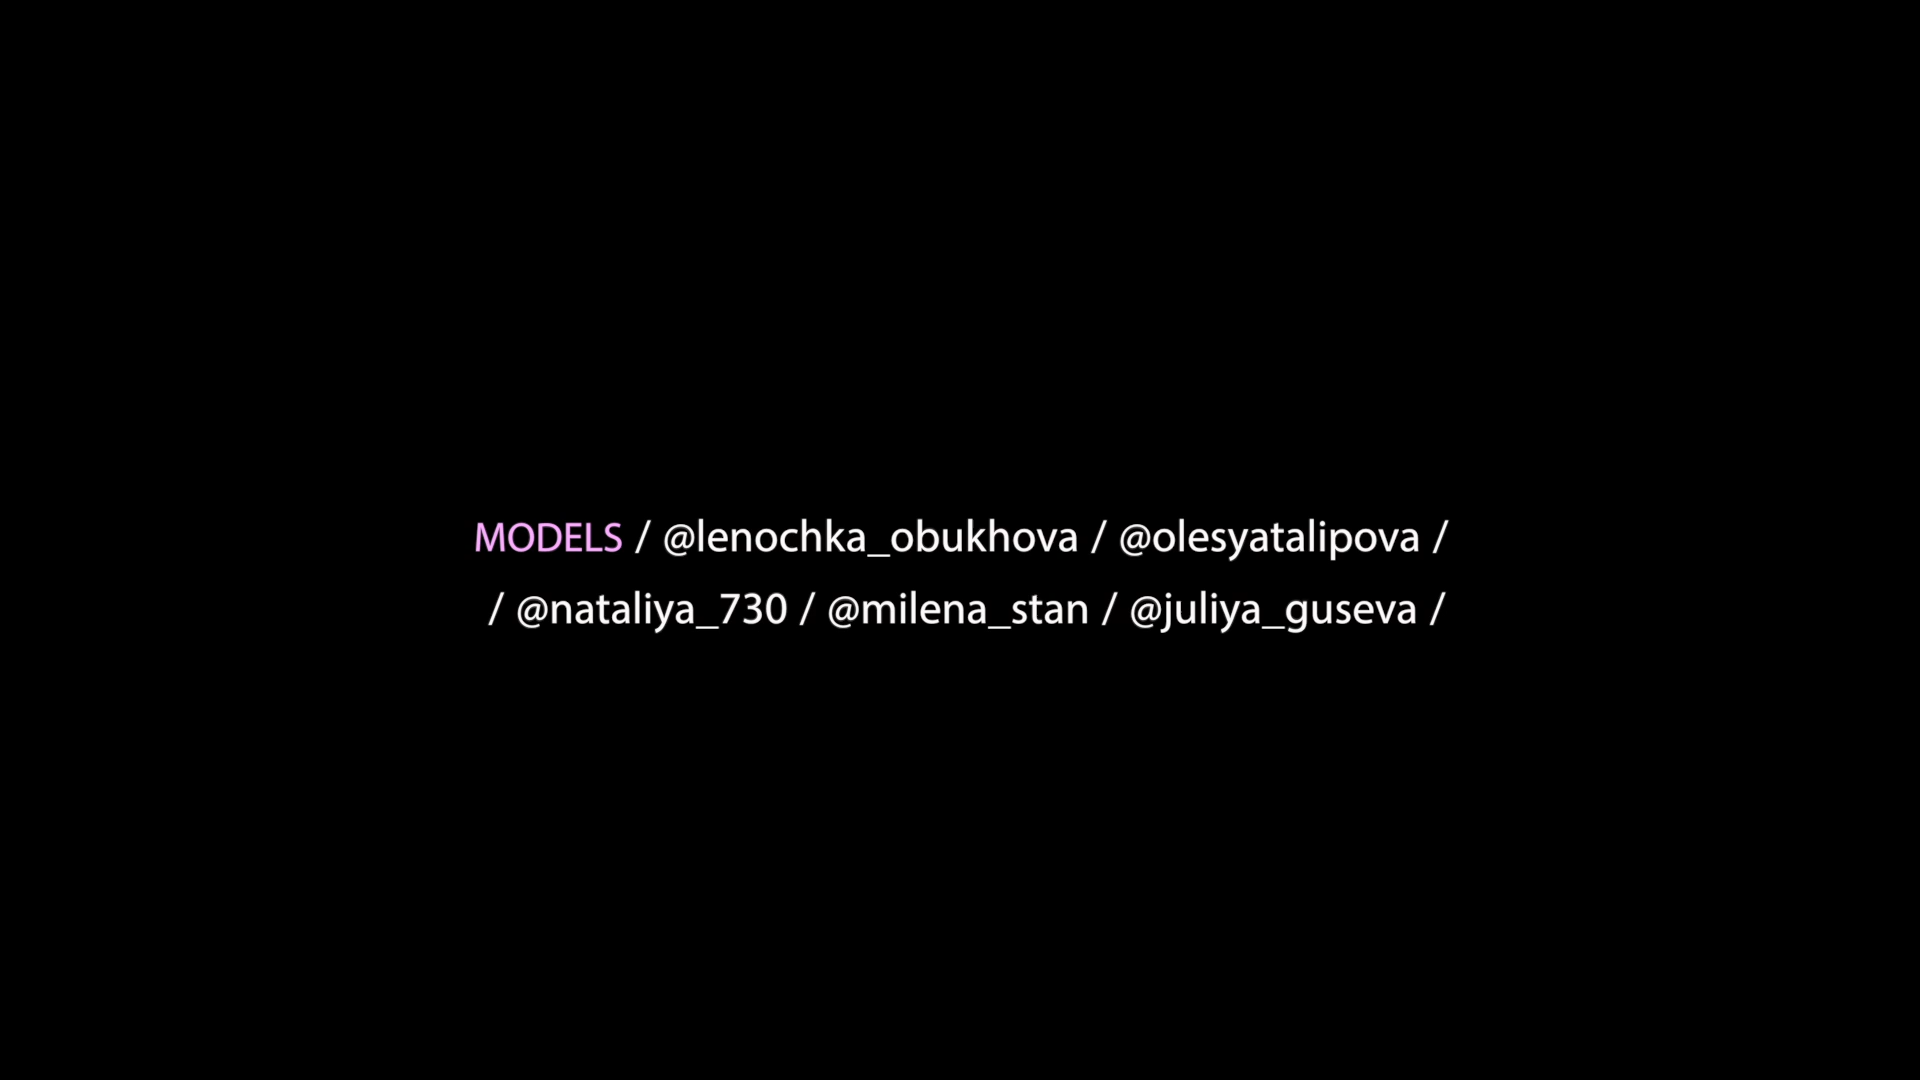 MODELS / @lenochka_obukhova / @olesyatalipova /
/ @nataliya_730 / @milena_stan / @juliya_guseva /